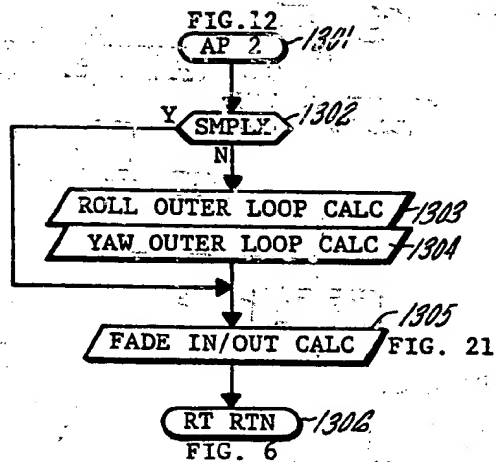 FIG.12
AP 2 1301
Y SMPLX 1302
N
ROLL OUTER LOOP CALC 1303
YAW OUTER LOOP CALC 1304
1305
FADE IN/OUT CALC FIG. 21
RT RTN 1306
FIG. 6